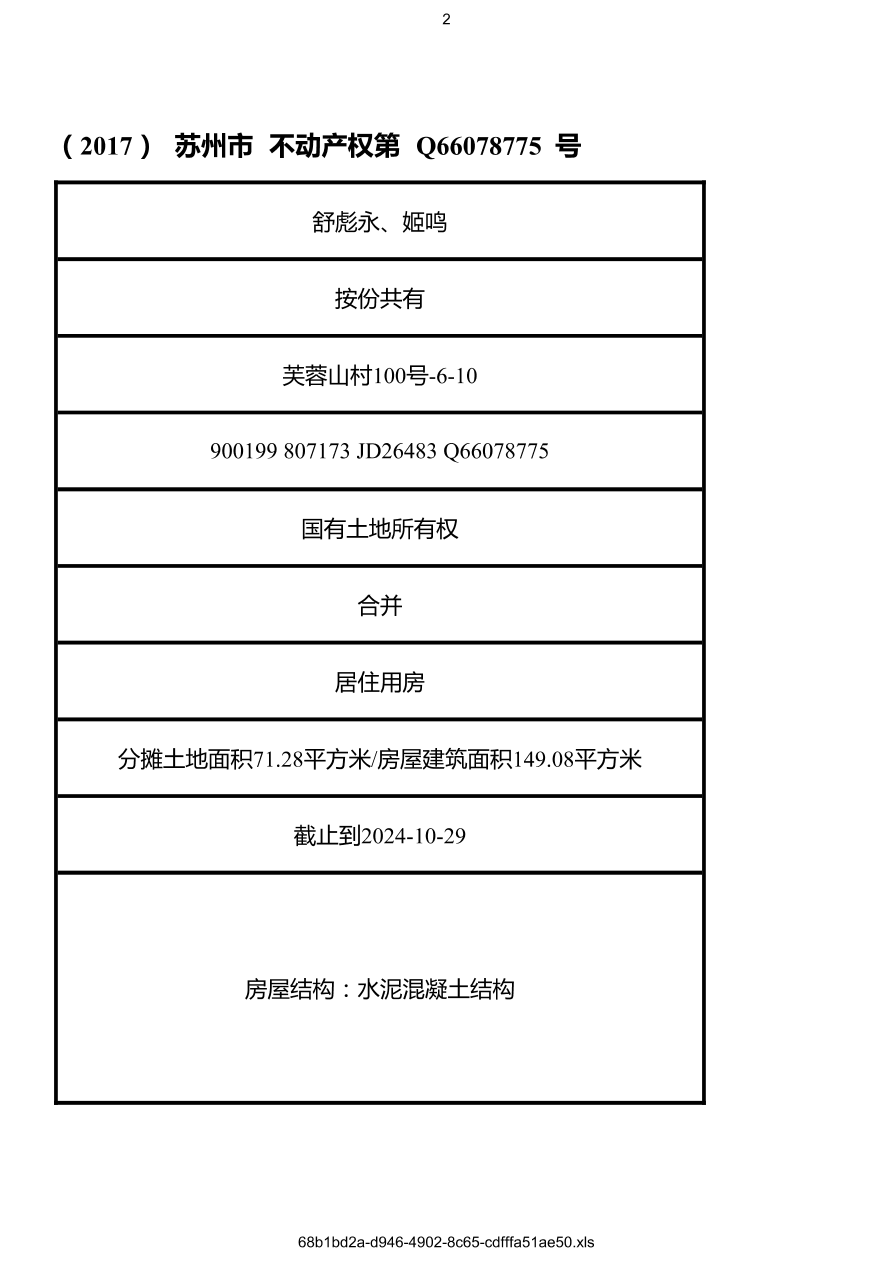 2
（2017） 苏州市 不动产权第 Q66078775 号
舒彪永、姬鸣
按份共有
芙蓉山村100号-6-10
900199 807173 JD26483 Q66078775
国有土地所有权
合并
居住用房
分摊土地面积71.28平方米/房屋建筑面积149.08平方米
截止到2024-10-29
房屋结构：水泥混凝土结构
68b1bd2a-d946-4902-8c65-cdfffa51ae50.xls